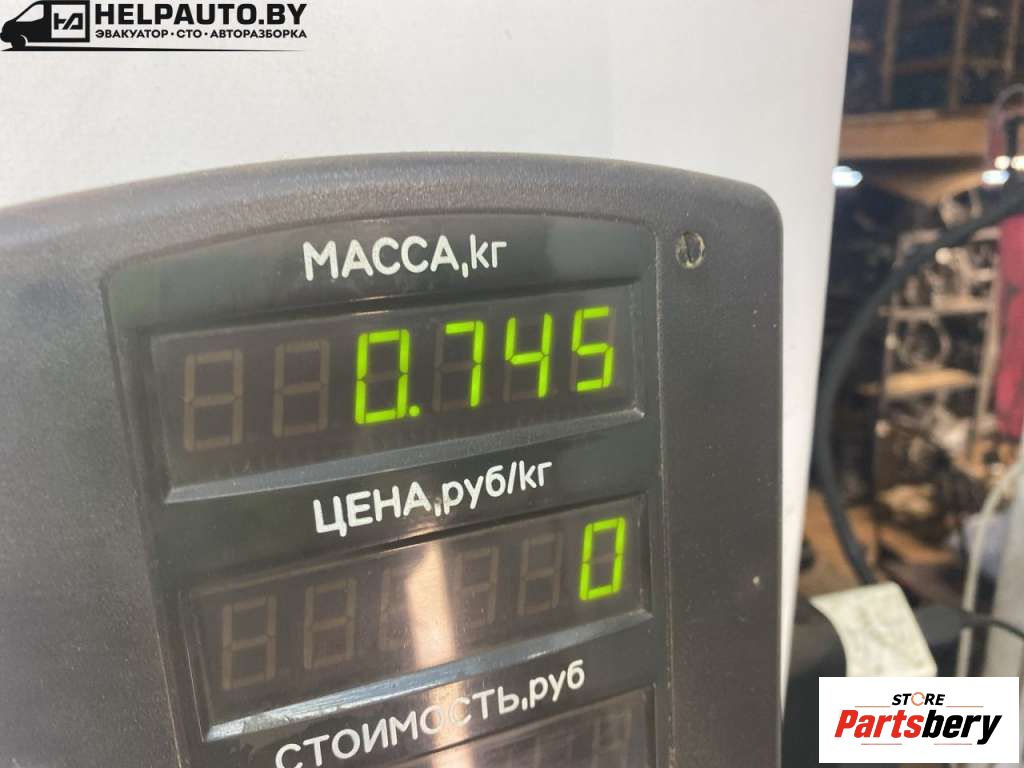 HELPAUTO.BY
ЭВАКУАТОР • СТО • АВТОРАЗБОРКА
МАССА,кг
0.745
ЦЕНА,руб/кг
0
СТОИМОСТЬ,руб
STORE
Partsbery